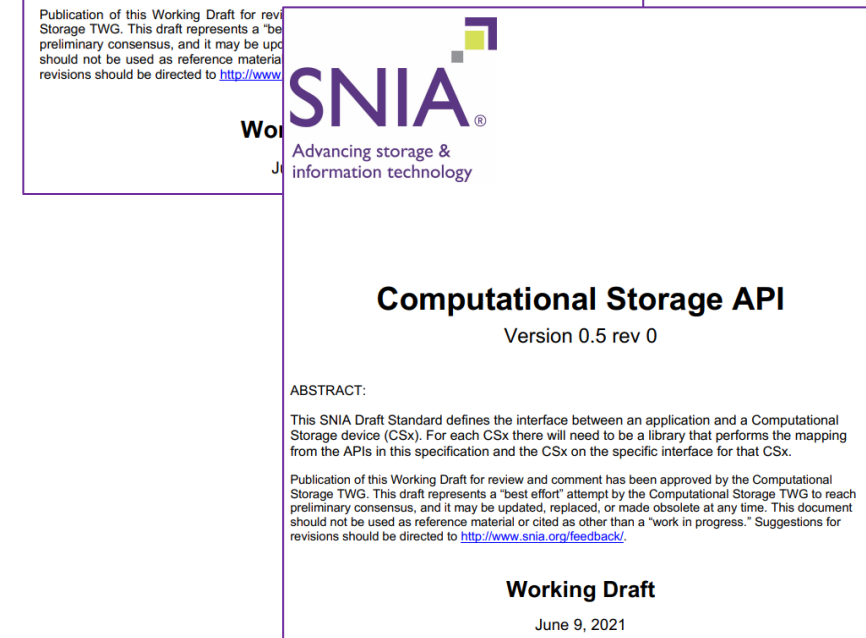 Publication of this Working Draft for revi
Storage TWG. This draft represents a "be
preliminary consensus, and it may be upd
should not be used as reference materia
revisions should be directed to http://www.
Wor
Ju
SNIA®
Advancing storage &
information technology
Computational Storage API
Version 0.5 rev 0
ABSTRACT:
This SNIA Draft Standard defines the interface between an application and a Computational
Storage device (CSx). For each CSx there will need to be a library that performs the mapping
from the APIs in this specification and the CSx on the specific interface for that CSx.
Publication of this Working Draft for review and comment has been approved by the Computational
Storage TWG. This draft represents a "best effort" attempt by the Computational Storage TWG to reach
preliminary consensus, and it may be updated, replaced, or made obsolete at any time. This document
should not be used as reference material or cited as other than a "work in progress." Suggestions for
revisions should be directed to http://www.snia.org/feedback/.
Working Draft
June 9, 2021